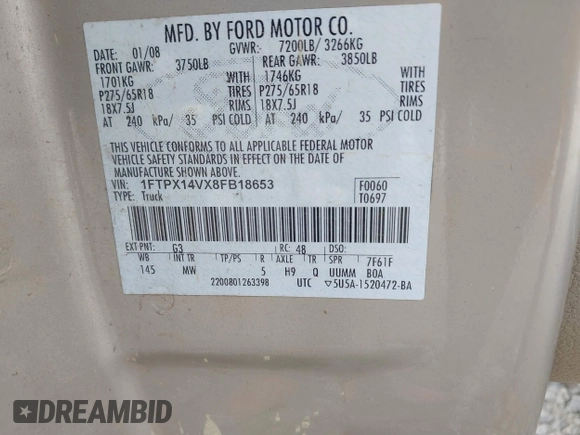 MFD. BY FORD MOTOR CO.
DATE: 01/08 GVWR: 7200LB/ 3266KG
FRONT GAWR: 3750LB REAR GAWR: 3850LB
1701KG WITH 1746KG WITH
P275/65R18 TIRES P275/65R18 TIRES
18X7.5J RIMS 18X7.5J RIMS
AT 240 kPa/ 35 PSI COLD AT 240 kPa/ 35 PSI COLD
THIS VEHICLE CONFORMS TO ALL APPLICABLE FEDERAL MOTOR
VEHICLE SAFETY STANDARDS IN EFFECT ON THE DATE OF
MANUFACTURE SHOWN ABOVE.
VIN: 1FTPX14VX8FB18653 F0060
TYPE: Truck T0697
EXT PNT: G3 RC: 48 DSO:
WB INT TR TP/PS R AXLE TR SPR 7F61F
145 MW 5 H9 Q UUMM BOA
2200801263398 UTC ▽5U5A-1520472-BA
DREAMBID